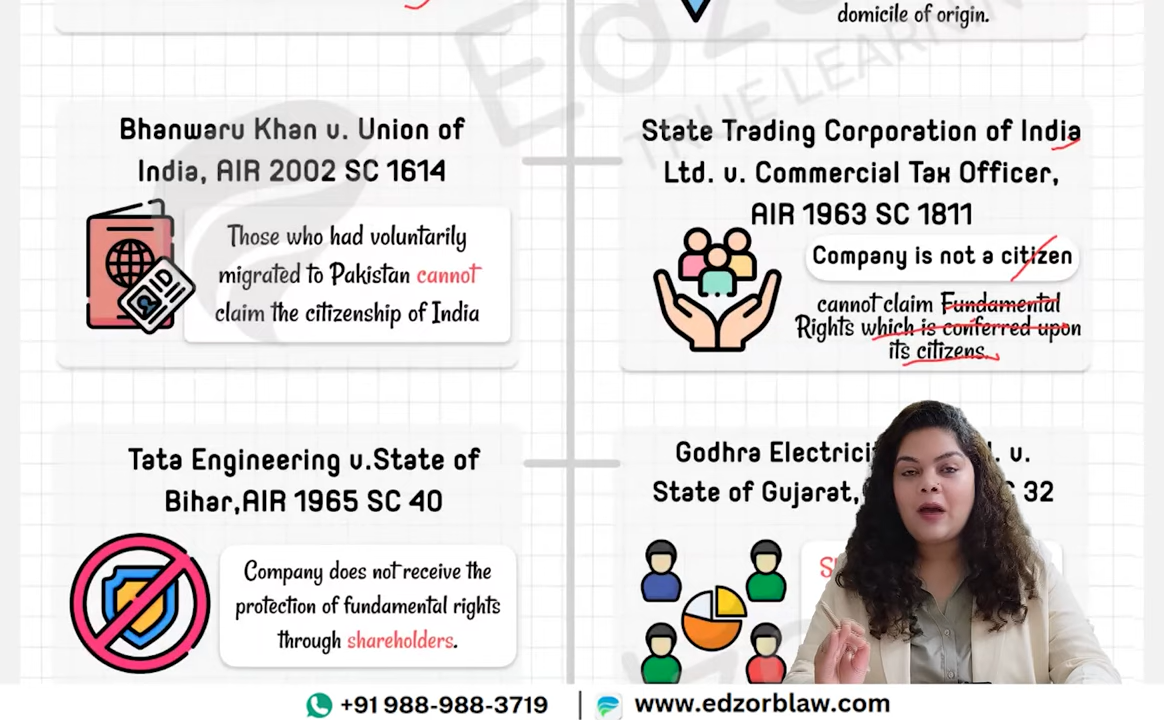 domicile of origin.
Bhanwaru Khan v. Union of
India, AIR 2002 SC 1614
Those who had voluntarily
migrated to Pakistan cannot
claim the citizenship of India
State Trading Corporation of India
Ltd. v. Commercial Tax Officer,
AIR 1963 SC 1811
Company is not a citizen
cannot claim Fundamental
Rights which is conferred upon
its citizens.
Tata Engineering v.State of
Bihar,AIR 1965 SC 40
Company does not receive the
protection of fundamental rights
through shareholders.
Godhra v.
State of Gujarat, 32
TRUE
+91 988-988-3719 | www.edzorblaw.com